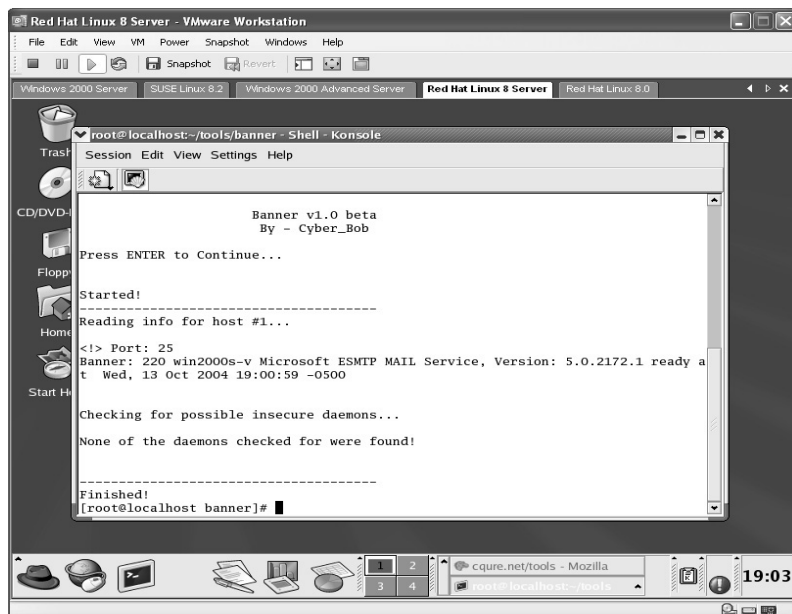 Red Hat Linux 8 Server - VMware Workstation
File Edit View VM Power Snapshot Windows Help
Snapshot Revert
Windows 2000 Server SUSE Linux 8.2 Windows 2000 Advanced Server Red Hat Linux 8 Server Red Hat Linux 8.0
Trash
CD/DVD-
Floppy
Home
Start He
root@localhost:~/tools/banner - Shell - Konsole
Session Edit View Settings Help
Banner v1.0 beta
By - Cyber_Bob
Press ENTER to Continue...
Started!
--------------------------------------
Reading info for host #1...
<!> Port: 25
Banner: 220 win2000s-v Microsoft ESMTP MAIL Service, Version: 5.0.2172.1 ready a
t  Wed, 13 Oct 2004 19:00:59 -0500
Checking for possible insecure daemons...
None of the daemons checked for were found!
--------------------------------------
Finished!
[root@localhost banner]#
1 2
3 4
cqure.net/tools - Mozilla
root@localhost:~/tools
19:03